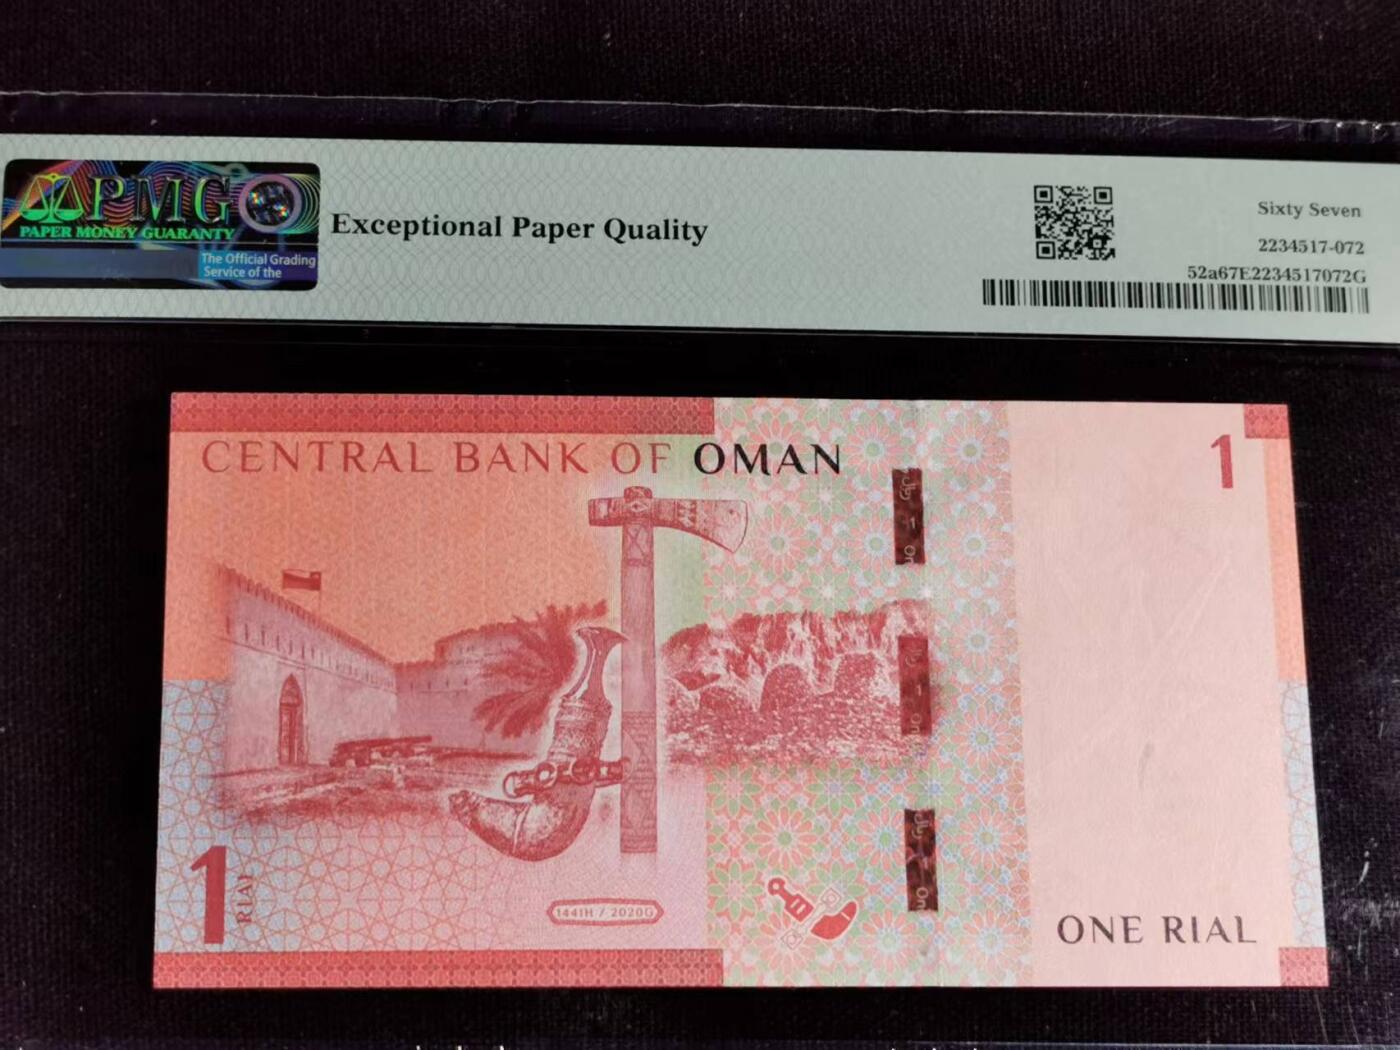 PMG
PAPER MONEY GUARANTY
The Official Grading
Service of the
Exceptional Paper Quality
Sixty Seven
2234517-072
52a67E2234517072G
CENTRAL BANK OF OMAN
1
1
RIAL
1441H / 2020G
ONE RIAL